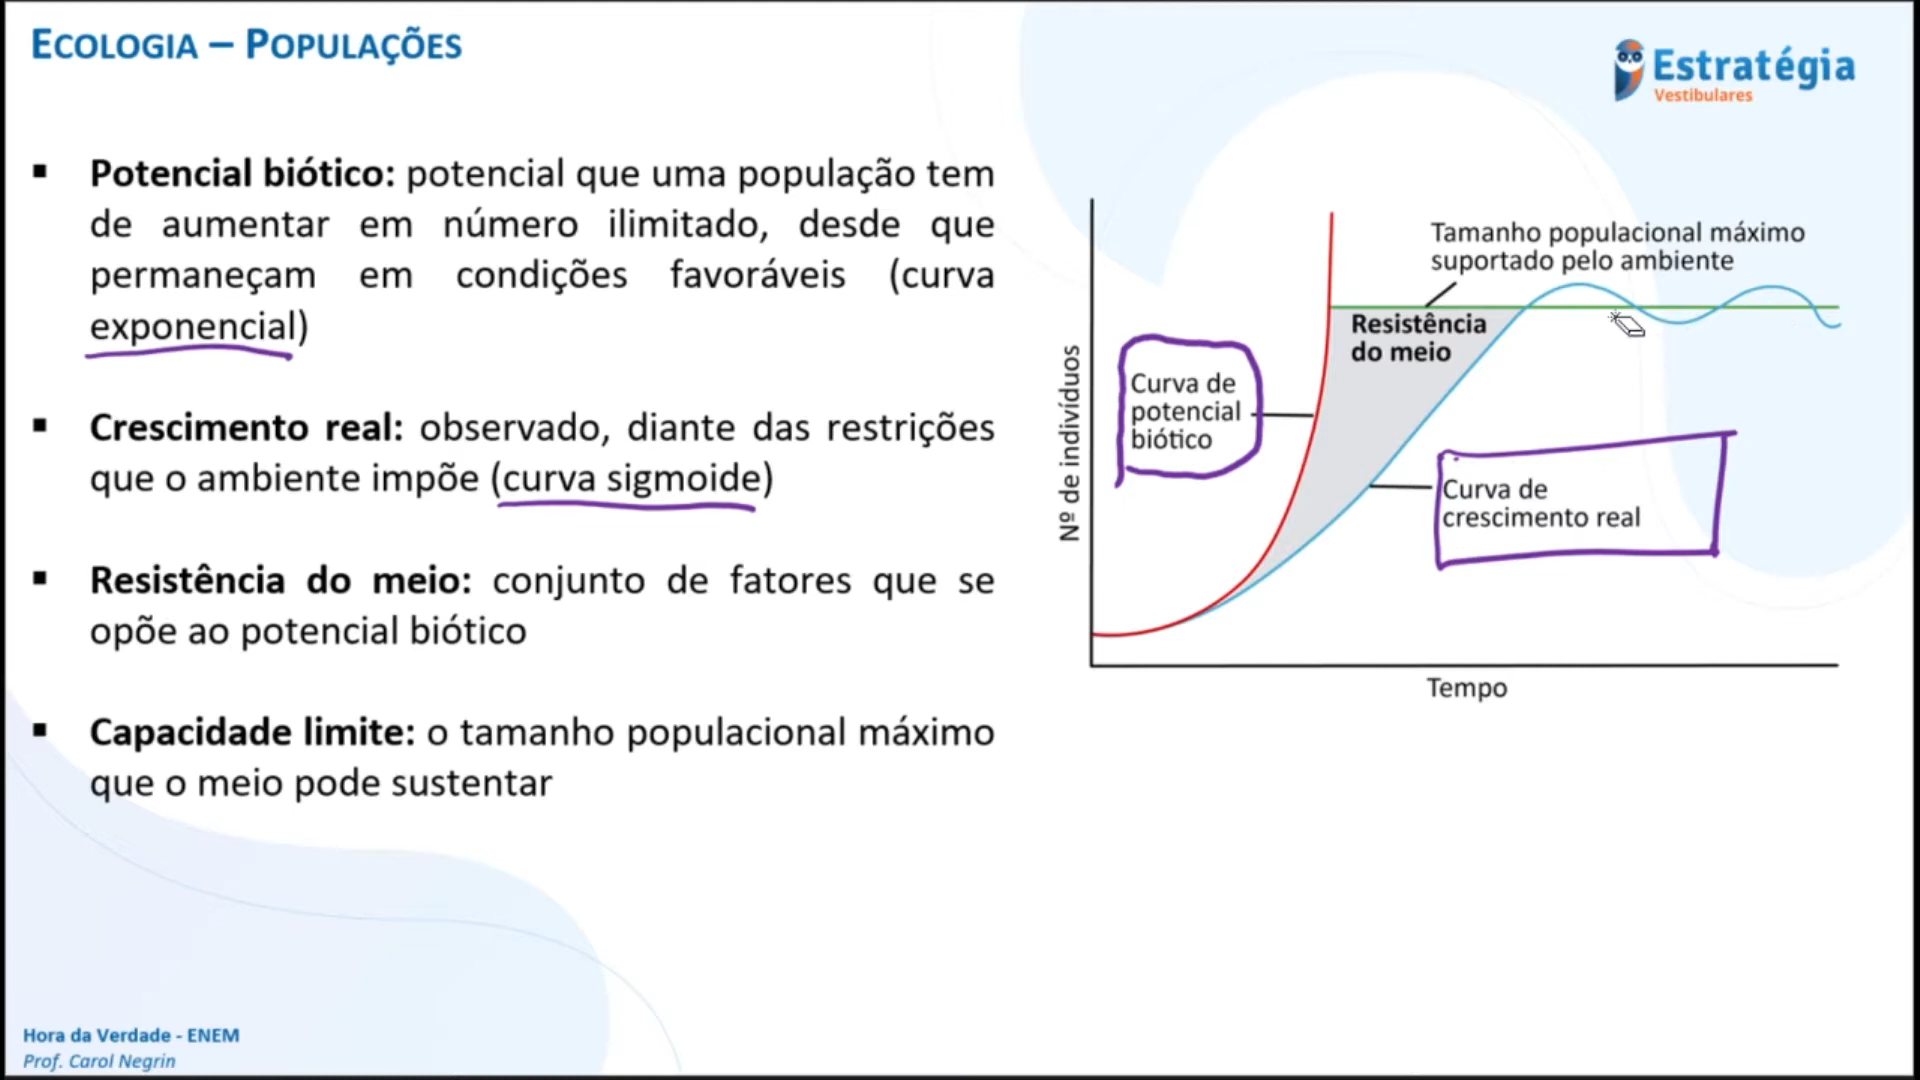 ECOLOGIA – POPULAÇÕES
Estratégia
Vestibulares
▪ Potencial biótico: potencial que uma população tem
de aumentar em número ilimitado, desde que
permaneçam em condições favoráveis (curva
exponencial)
▪ Crescimento real: observado, diante das restrições
que o ambiente impõe (curva sigmoide)
▪ Resistência do meio: conjunto de fatores que se
opõe ao potencial biótico
▪ Capacidade limite: o tamanho populacional máximo
que o meio pode sustentar
Tamanho populacional máximo
suportado pelo ambiente
Resistência
do meio
Curva de
potencial
biótico
Curva de
crescimento real
Nº de indivíduos
Tempo
Hora da Verdade - ENEM
Prof. Carol Negrin